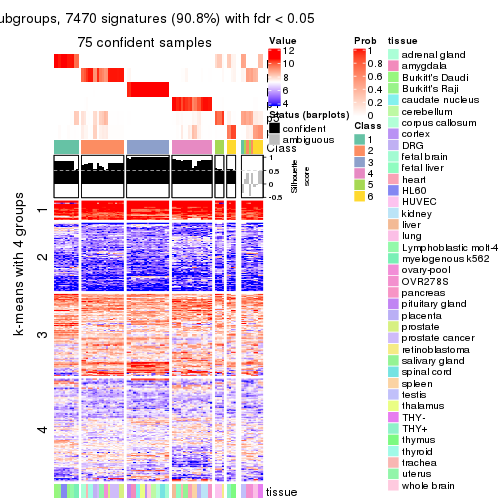 ubgroups, 7470 signatures (90.8%) with fdr < 0.05
75 confident samples
Value
12
10
8
6
4
Status (barplots)
confident
ambiguous
Class
1
0.5
0
-0.5
Silhouette
score
k-means with 4 groups
1
2
3
4
tissue
Prob
1
0.8
0.6
0.4
0.2
0
Class
1
2
3
4
5
6
tissue
adrenal gland
amygdala
Burkitt's Daudi
Burkitt's Raji
caudate nucleus
cerebellum
corpus callosum
cortex
DRG
fetal brain
fetal liver
heart
HL60
HUVEC
kidney
liver
lung
Lymphoblastic molt-4
myelogenous k562
ovary-pool
OVR278S
pancreas
pituitary gland
placenta
prostate
prostate cancer
retinoblastoma
salivary gland
spinal cord
spleen
testis
thalamus
THY-
THY+
thymus
thyroid
trachea
uterus
whole brain